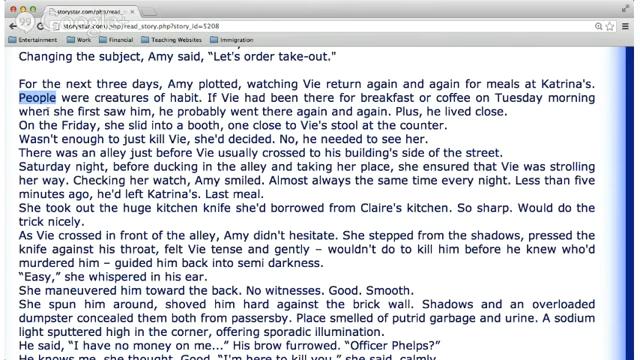 storystar.com/php/read_
storystar.com/php/read_story.php?story_id=5208
Entertainment Work Financial Teaching Websites Immigration
Changing the subject, Amy said, "Let's order take-out."
For the next three days, Amy plotted, watching Vie return again and again for meals at Katrina's.
People were creatures of habit. If Vie had been there for breakfast or coffee on Tuesday morning
when she first saw him, he probably went there again and again. Plus, he lived close.
On the Friday, she slid into a booth, one close to Vie's stool at the counter.
Wasn't enough to just kill Vie, she'd decided. No, he needed to see her.
There was an alley just before Vie usually crossed to his building's side of the street.
Saturday night, before ducking in the alley and taking her place, she ensured that Vie was strolling
her way. Checking her watch, Amy smiled. Almost always the same time every night. Less than five
minutes ago, he'd left Katrina's. Last meal.
She took out the huge kitchen knife she'd borrowed from Claire's kitchen. So sharp. Would do the
trick nicely.
As Vie crossed in front of the alley, Amy didn't hesitate. She stepped from the shadows, pressed the
knife against his throat, felt Vie tense and gently – wouldn't do to kill him before he knew who'd
murdered him – guided him back into semi darkness.
"Easy," she whispered in his ear.
She maneuvered him toward the back. No witnesses. Good. Smooth.
She spun him around, shoved him hard against the brick wall. Shadows and an overloaded
dumpster concealed them both from passersby. Place smelled of putrid garbage and urine. A sodium
light sputtered high in the corner, offering sporadic illumination.
He said, "I have no money on me..." His brow furrowed. "Officer Phelps?"
He knows me, she thought. Good. "I'm here to kill you," she said, calmly.